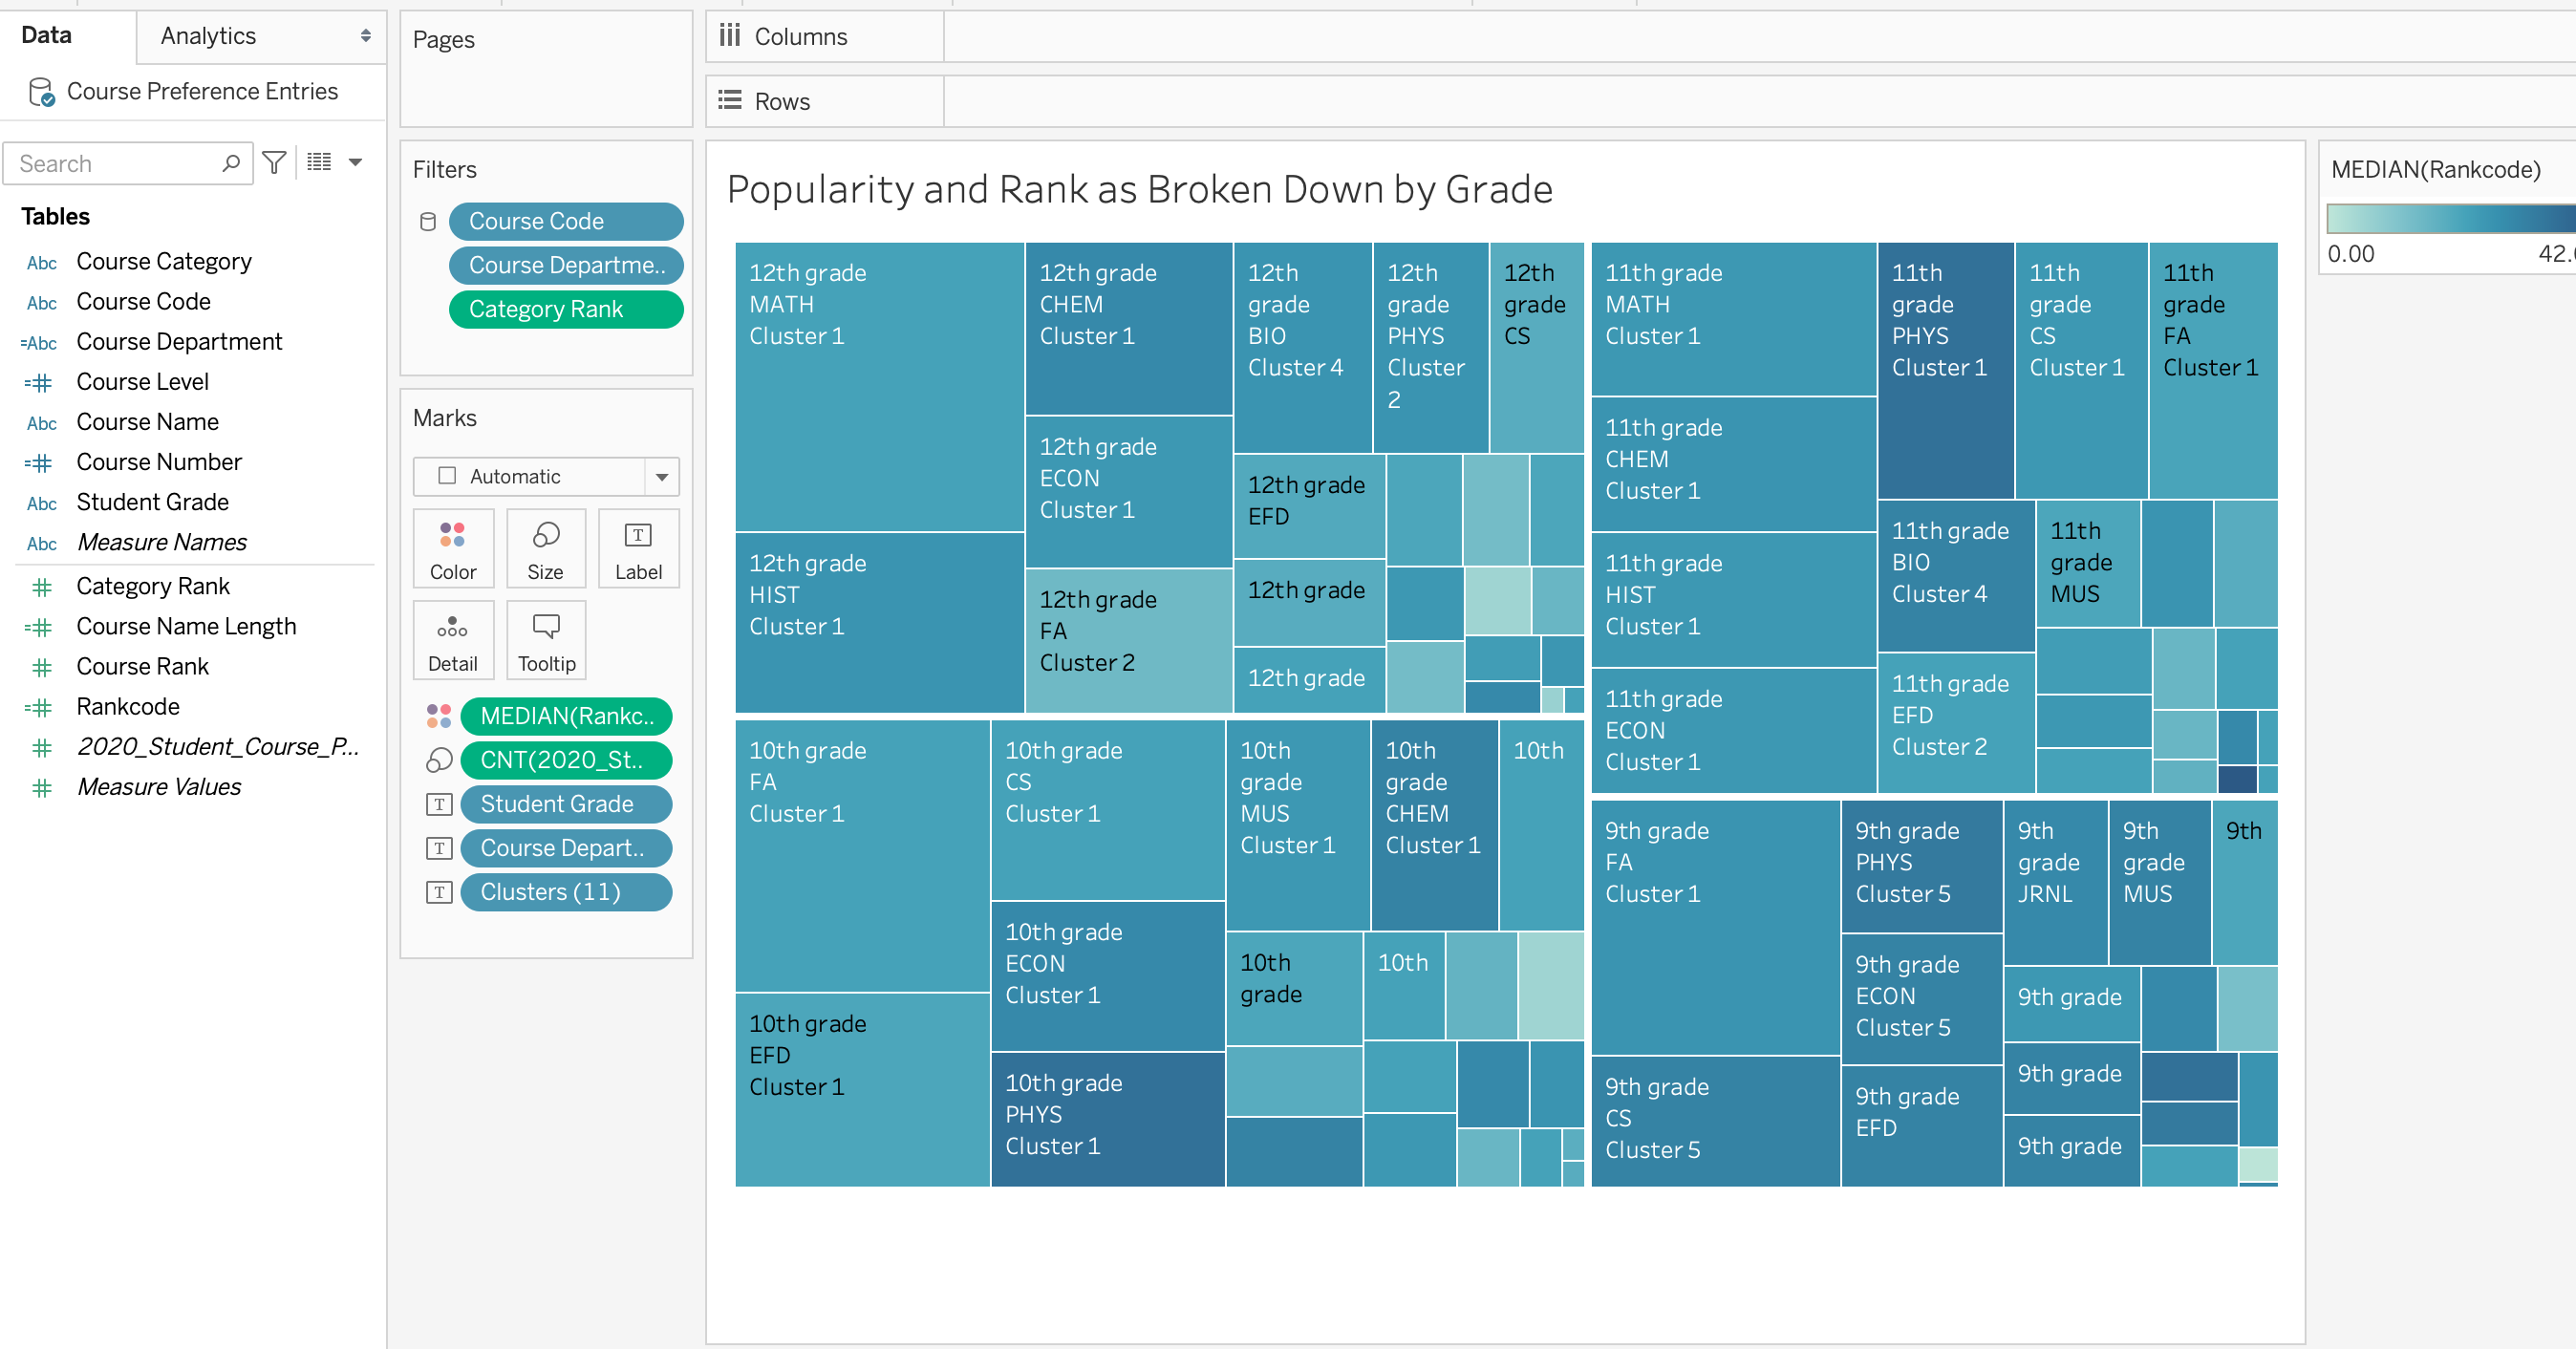 Data
Analytics
Course Preference Entries
Search
Tables
Abc Course Category
Abc Course Code
=Abc Course Department
=# Course Level
Abc Course Name
=# Course Number
Abc Student Grade
Abc Measure Names
# Category Rank
=# Course Name Length
# Course Rank
=# Rankcode
# 2020_Student_Course_P...
# Measure Values
Pages
Filters
Course Code
Course Departme..
Category Rank
Marks
Automatic
Color
Size
T
Label
Detail
Tooltip
MEDIAN(Rankc..
CNT(2020_St..
T Student Grade
T Course Depart..
T Clusters (11)
Columns
Rows
Popularity and Rank as Broken Down by Grade
12th grade
MATH
Cluster 1
12th grade
HIST
Cluster 1
12th grade
CHEM
Cluster 1
12th grade
ECON
Cluster 1
12th grade
FA
Cluster 2
12th
grade
BIO
Cluster 4
12th
grade
PHYS
Cluster
2
12th
grade
CS
12th grade
EFD
12th grade
12th grade
11th grade
MATH
Cluster 1
11th grade
CHEM
Cluster 1
11th grade
HIST
Cluster 1
11th grade
ECON
Cluster 1
11th
grade
PHYS
Cluster 1
11th
grade
CS
Cluster 1
11th
grade
FA
Cluster 1
11th grade
BIO
Cluster 4
11th
grade
MUS
11th grade
EFD
Cluster 2
10th grade
FA
Cluster 1
10th grade
EFD
Cluster 1
10th grade
CS
Cluster 1
10th grade
ECON
Cluster 1
10th grade
PHYS
Cluster 1
10th
grade
MUS
Cluster 1
10th
grade
CHEM
Cluster 1
10th
10th
grade
10th
9th grade
FA
Cluster 1
9th grade
CS
Cluster 5
9th grade
PHYS
Cluster 5
9th grade
ECON
Cluster 5
9th grade
EFD
9th
grade
JRNL
9th
grade
MUS
9th
9th grade
9th grade
9th grade
MEDIAN(Rankcode)
0.00
42.